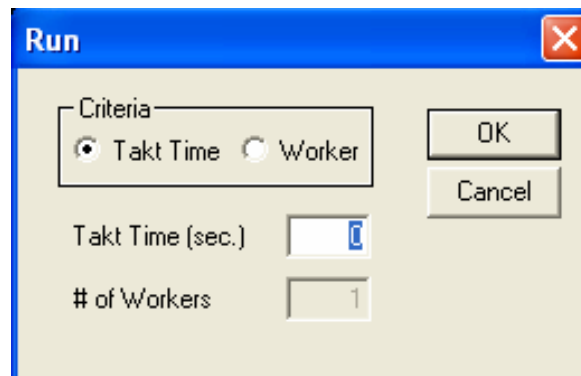 Run
Criteria
Takt Time Worker
OK
Cancel
Takt Time (sec.) 0
# of Workers 1